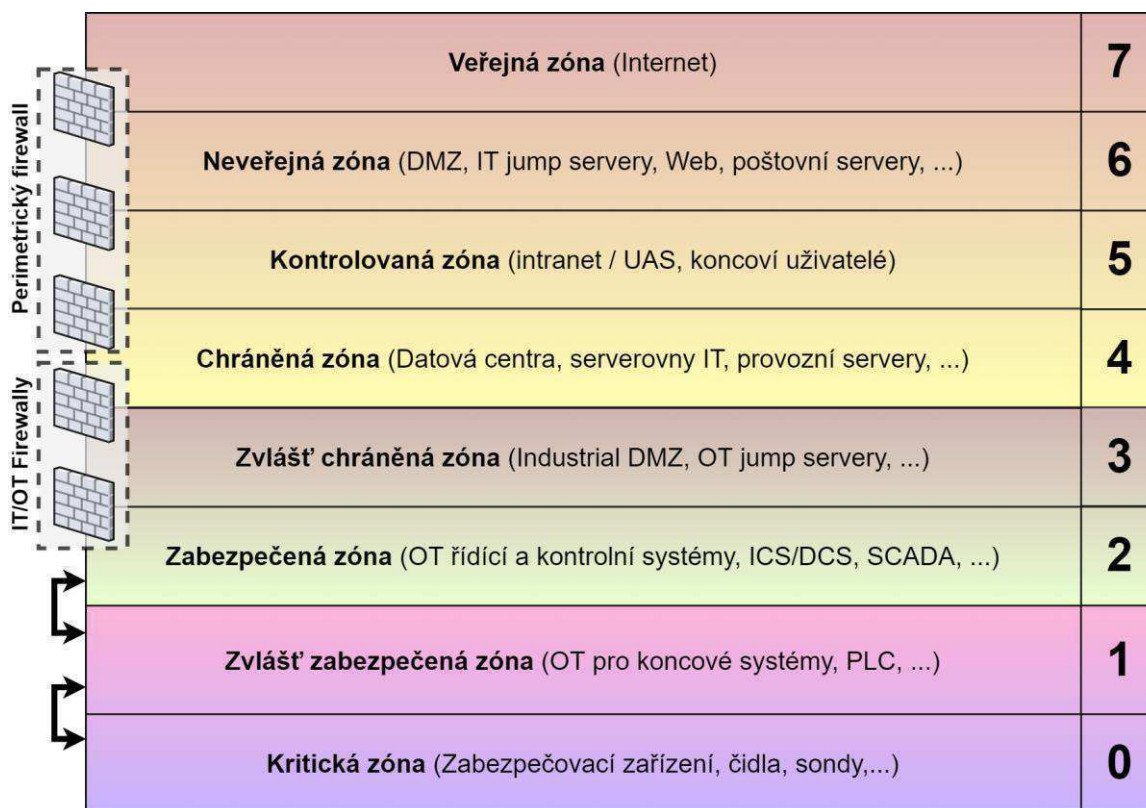 Veřejná zóna (Internet) 7
Neveřejná zóna (DMZ, IT jump servery, Web, poštovní servery, ...) 6
Kontrolovaná zóna (intranet / UAS, koncoví uživatelé) 5
Chráněná zóna (Datová centra, serverovny IT, provozní servery, ...) 4
Zvlášť chráněná zóna (Industrial DMZ, OT jump servery, ...) 3
Zabezpečená zóna (OT řídící a kontrolní systémy, ICS/DCS, SCADA, ...) 2
Zvlášť zabezpečená zóna (OT pro koncové systémy, PLC, ...) 1
Kritická zóna (Zabezpečovací zařízení, čidla, sondy,...) 0
Perimetrický firewall
IT/OT Firewally